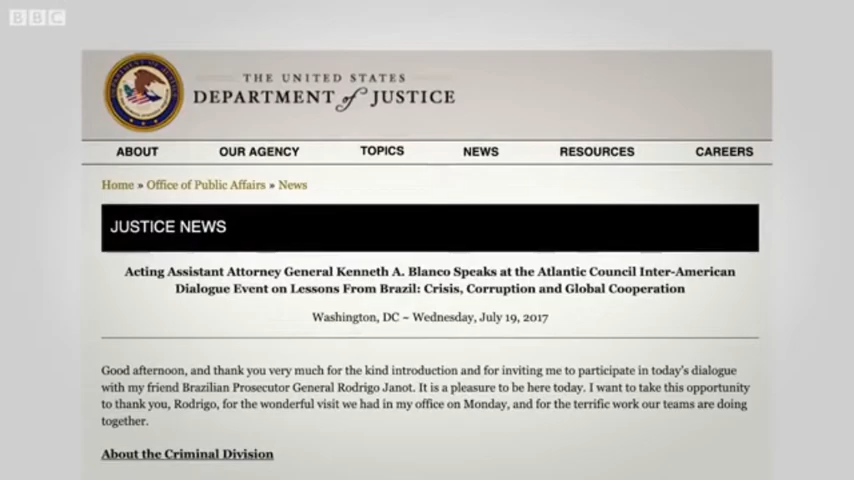 BBC
THE UNITED STATES
DEPARTMENT of JUSTICE
ABOUT OUR AGENCY TOPICS NEWS RESOURCES CAREERS
Home » Office of Public Affairs » News
JUSTICE NEWS
Acting Assistant Attorney General Kenneth A. Blanco Speaks at the Atlantic Council Inter-American
Dialogue Event on Lessons From Brazil: Crisis, Corruption and Global Cooperation
Washington, DC ~ Wednesday, July 19, 2017
Good afternoon, and thank you very much for the kind introduction and for inviting me to participate in today's dialogue
with my friend Brazilian Prosecutor General Rodrigo Janot. It is a pleasure to be here today. I want to take this opportunity
to thank you, Rodrigo, for the wonderful visit we had in my office on Monday, and for the terrific work our teams are doing
together.
About the Criminal Division